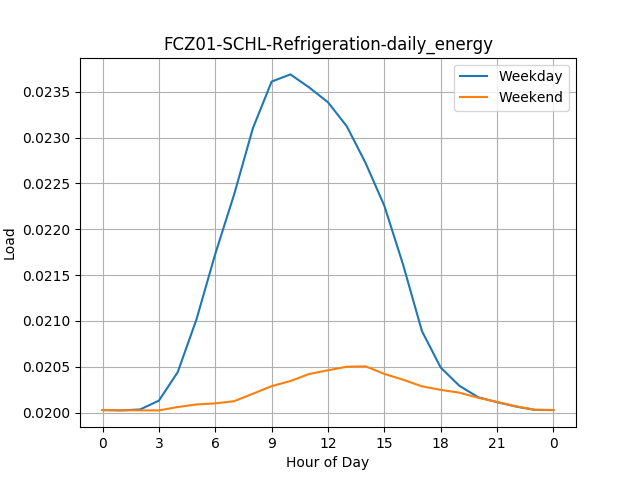 FCZ01-SCHL-Refrigeration-daily_energy
Weekday
Weekend
0.0235
0.0230
0.0225
0.0220
0.0215
0.0210
0.0205
0.0200
Load
0 3 6 9 12 15 18 21 0
Hour of Day